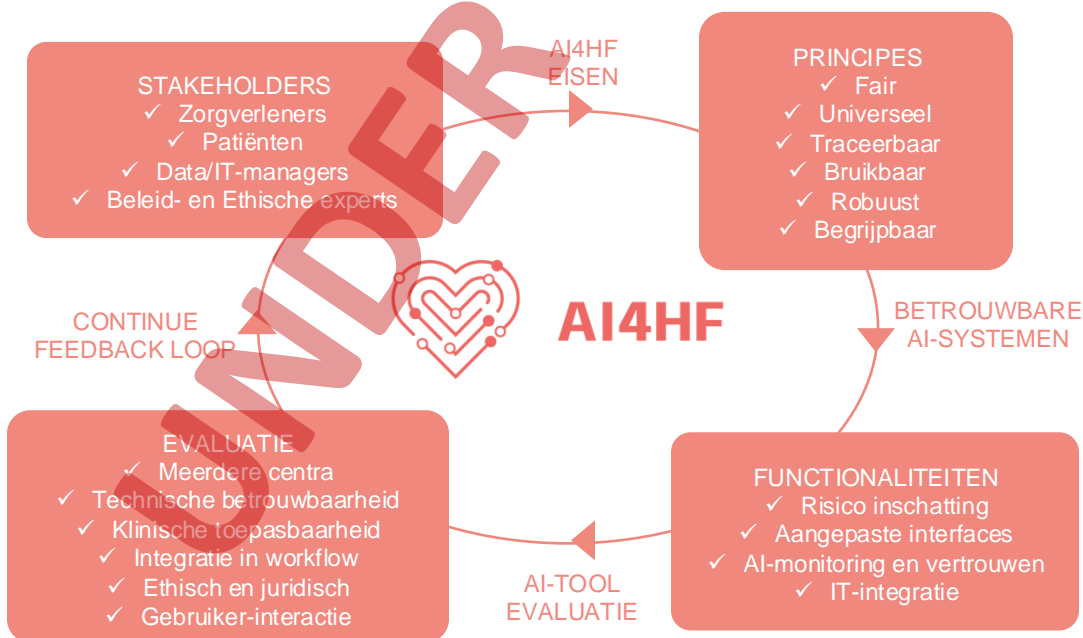 STAKEHOLDERS
✓ Zorgverleners
✓ Patiënten
✓ Data/IT-managers
✓ Beleid- en Ethische experts
AI4HF
EISEN
PRINCIPES
✓ Fair
✓ Universeel
✓ Traceerbaar
✓ Bruikbaar
✓ Robuust
✓ Begrijpbaar
BETROUWBARE
AI-SYSTEMEN
FUNCTIONALITEITEN
✓ Risico inschatting
✓ Aangepaste interfaces
✓ AI-monitoring en vertrouwen
✓ IT-integratie
AI-TOOL
EVALUATIE
EVALUATIE
✓ Meerdere centra
✓ Technische betrouwbaarheid
✓ Klinische toepasbaarheid
✓ Integratie in workflow
✓ Ethisch en juridisch
✓ Gebruiker-interactie
CONTINUE
FEEDBACK LOOP
AI4HF
UNDER